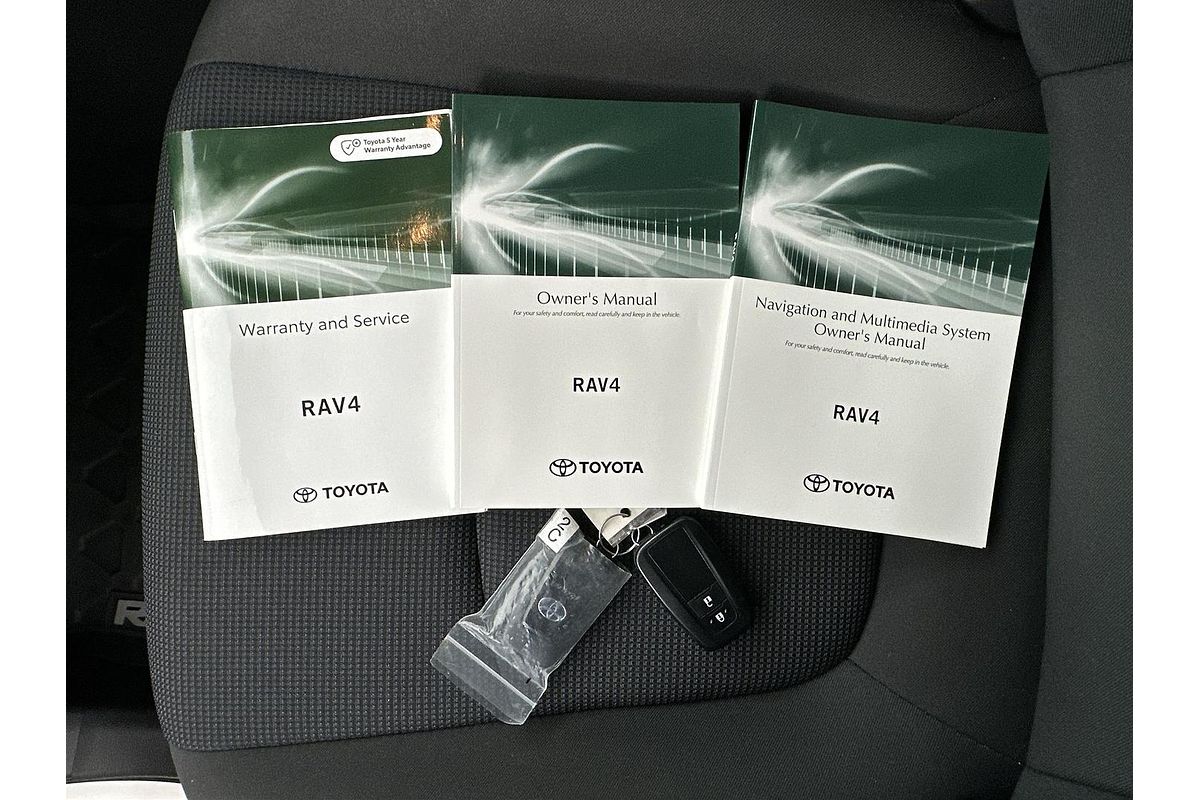 Toyota 5 Year
Warranty Advantage
Warranty and Service
RAV4
TOYOTA
Owner's Manual
For your safety and comfort, read carefully and keep in the vehicle.
RAV4
TOYOTA
Navigation and Multimedia System
Owner's Manual
For your safety and comfort, read carefully and keep in the vehicle.
RAV4
TOYOTA